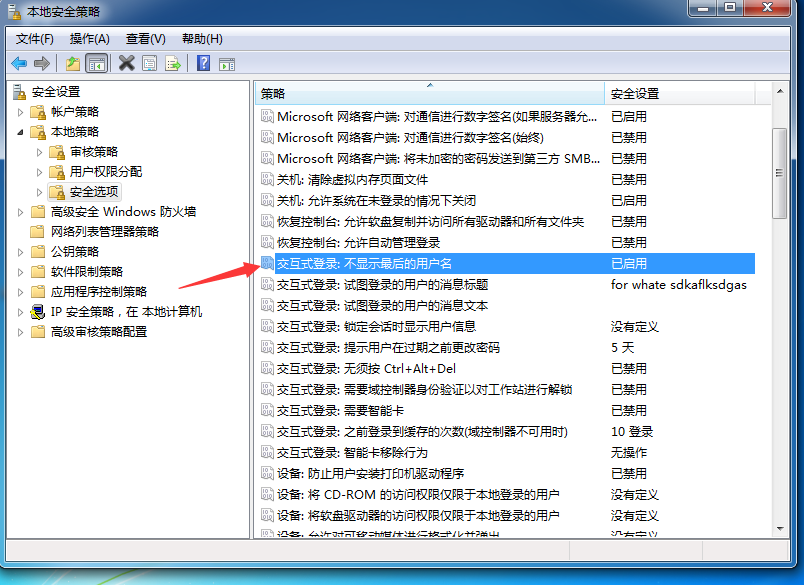 本地安全策略
文件(F) 操作(A) 查看(V) 帮助(H)
安全设置
帐户策略
本地策略
审核策略
用户权限分配
安全选项
高级安全 Windows 防火墙
网络列表管理器策略
公钥策略
软件限制策略
应用程序控制策略
IP 安全策略，在 本地计算机
高级审核策略配置
策略 安全设置
Microsoft 网络客户端: 对通信进行数字签名(如果服务器允... 已启用
Microsoft 网络客户端: 对通信进行数字签名(始终) 已禁用
Microsoft 网络客户端: 将未加密的密码发送到第三方 SMB... 已禁用
关机: 清除虚拟内存页面文件 已禁用
关机: 允许系统在未登录的情况下关闭 已启用
恢复控制台: 允许软盘复制并访问所有驱动器和所有文件夹 已禁用
恢复控制台: 允许自动管理登录 已禁用
交互式登录: 不显示最后的用户名 已启用
交互式登录: 试图登录的用户的消息标题 for whate sdkaflksdgas
交互式登录: 试图登录的用户的消息文本
交互式登录: 锁定会话时显示用户信息 没有定义
交互式登录: 提示用户在过期之前更改密码 5 天
交互式登录: 无须按 Ctrl+Alt+Del 已禁用
交互式登录: 需要域控制器身份验证以对工作站进行解锁 已禁用
交互式登录: 需要智能卡 已禁用
交互式登录: 之前登录到缓存的次数(域控制器不可用时) 10 登录
交互式登录: 智能卡移除行为 无操作
设备: 防止用户安装打印机驱动程序 已禁用
设备: 将 CD-ROM 的访问权限仅限于本地登录的用户 没有定义
设备: 将软盘驱动器的访问权限仅限于本地登录的用户 没有定义
设备: 允许对可移动媒体进行格式化并弹出 没有定义